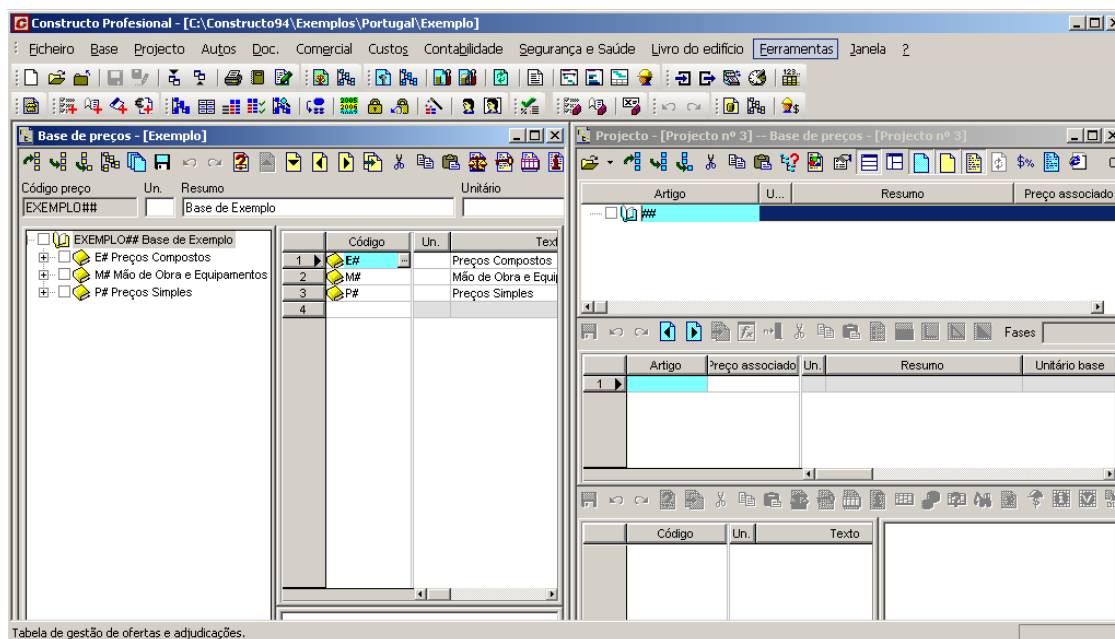 Constructo Profesional - [C:\Constructo94\Exemplos\Portugal\Exemplo]
Ficheiro Base Projecto Autos Doc. Comercial Custos Contabilidade Segurança e Saúde Livro do edifício Ferramentas Janela ?
Base de preços - [Exemplo]
Código preço Un. Resumo Unitário
EXEMPLO## Base de Exemplo
EXEMPLO## Base de Exemplo
E# Preços Compostos
M# Mão de Obra e Equipamentos
P# Preços Simples
Código Un. Text
1 E# ... Preços Compostos
2 M# Mão de Obra e Equip
3 P# Preços Simples
4
Projecto - [Projecto nº 3] -- Base de preços - [Projecto nº 3]
Artigo U... Resumo Preço associado
##
Fases
Artigo Preço associado Un. Resumo Unitário base
1
Código Un. Texto
Tabela de gestão de ofertas e adjudicações.